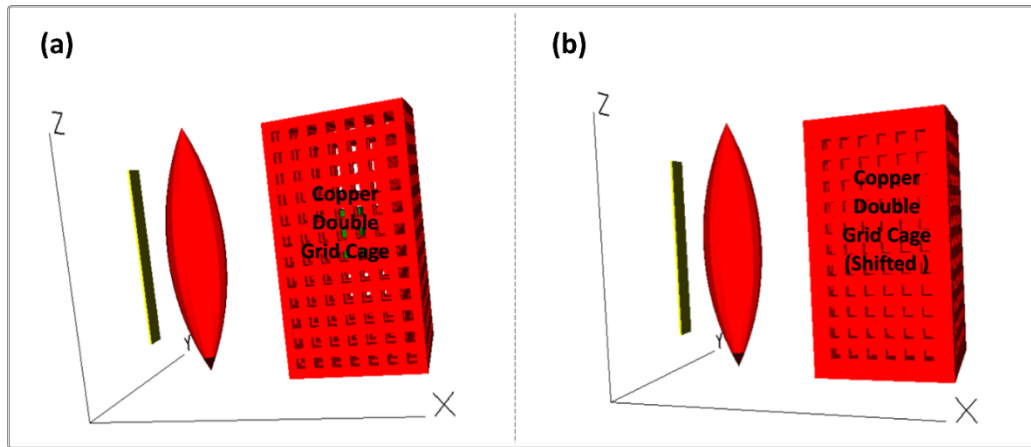 (a)
Z
Copper
Double
Grid Cage
Y
X
(b)
Z
Copper
Double
Grid Cage
(Shifted )
Y
X